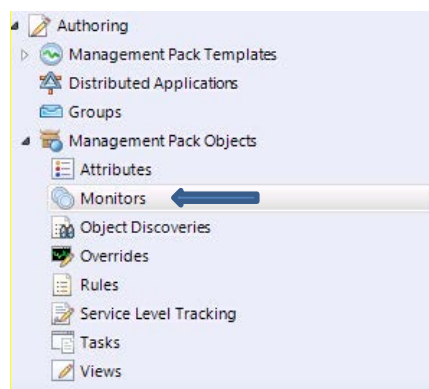 Authoring
Management Pack Templates
Distributed Applications
Groups
Management Pack Objects
Attributes
Monitors
Object Discoveries
Overrides
Rules
Service Level Tracking
Tasks
Views